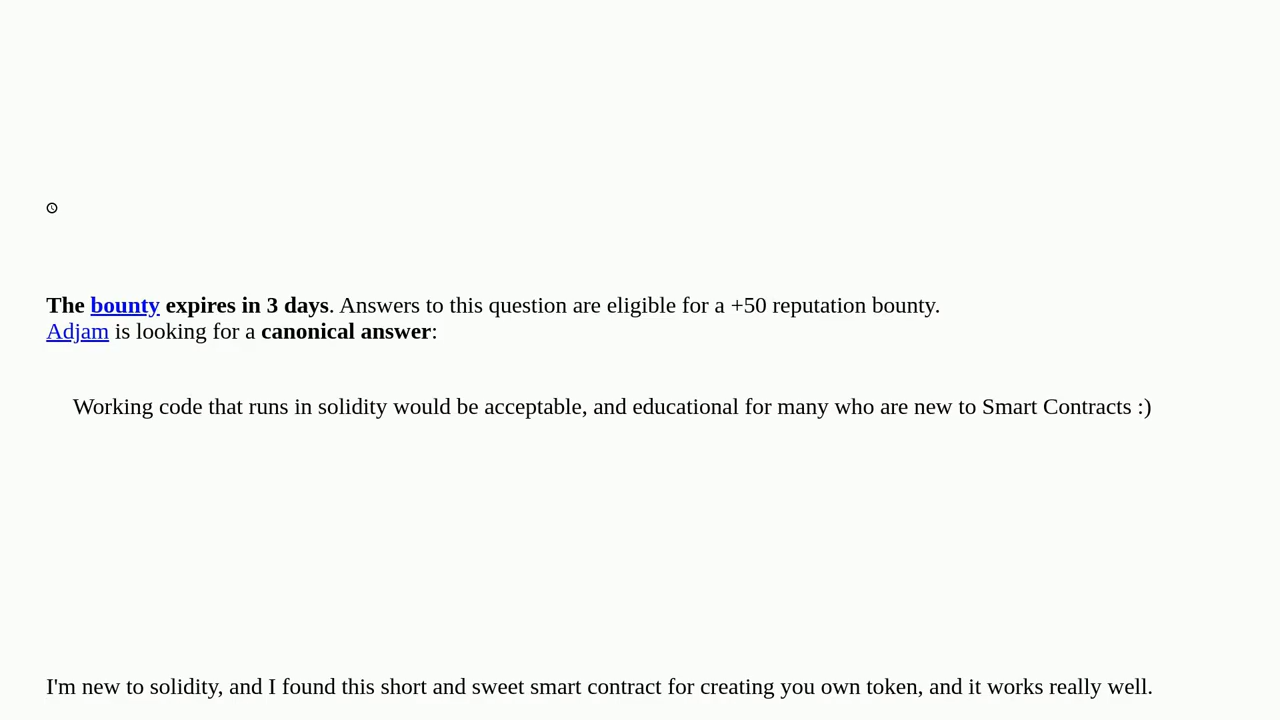 The bounty expires in 3 days. Answers to this question are eligible for a +50 reputation bounty.
Adjam is looking for a canonical answer:
Working code that runs in solidity would be acceptable, and educational for many who are new to Smart Contracts :)
I'm new to solidity, and I found this short and sweet smart contract for creating you own token, and it works really well.